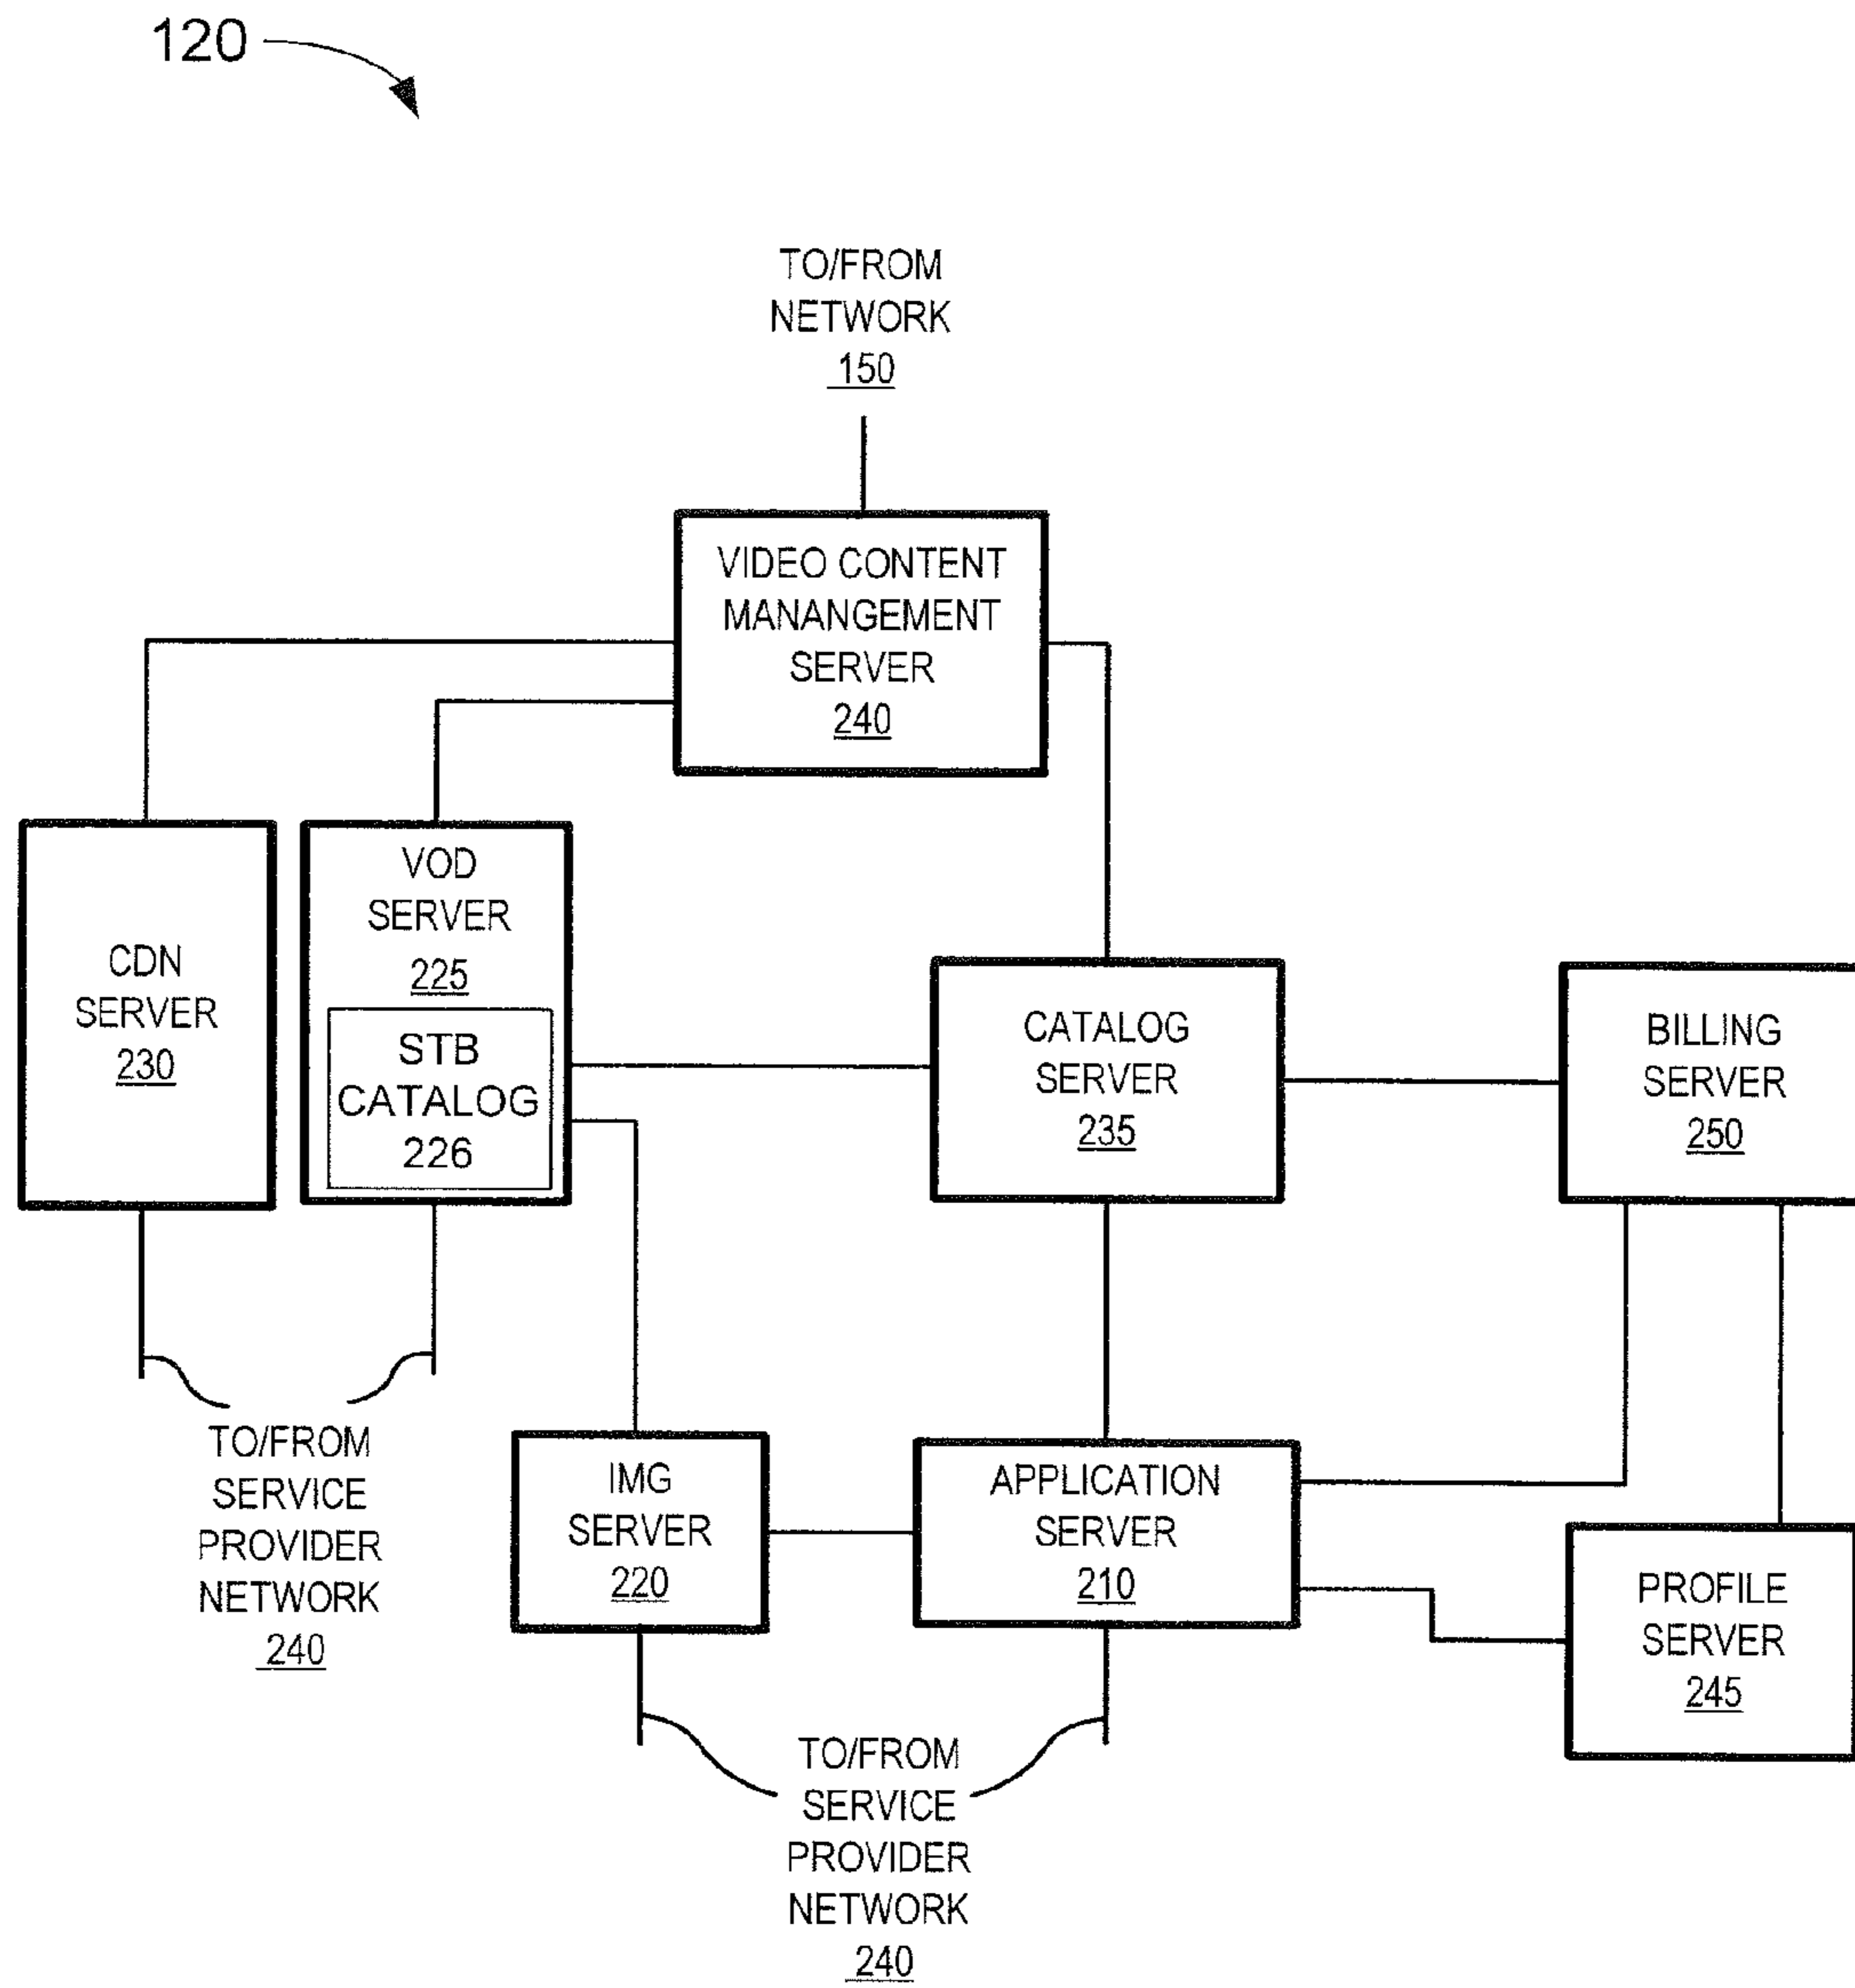 120
TO/FROM
NETWORK
150
VIDEO CONTENT
MANANGEMENT
SERVER
240
CDN
SERVER
230
VOD
SERVER
225
STB
CATALOG
226
CATALOG
SERVER
235
BILLING
SERVER
250
TO/FROM
SERVICE
PROVIDER
NETWORK
240
IMG
SERVER
220
APPLICATION
SERVER
210
PROFILE
SERVER
245
TO/FROM
SERVICE
PROVIDER
NETWORK
240